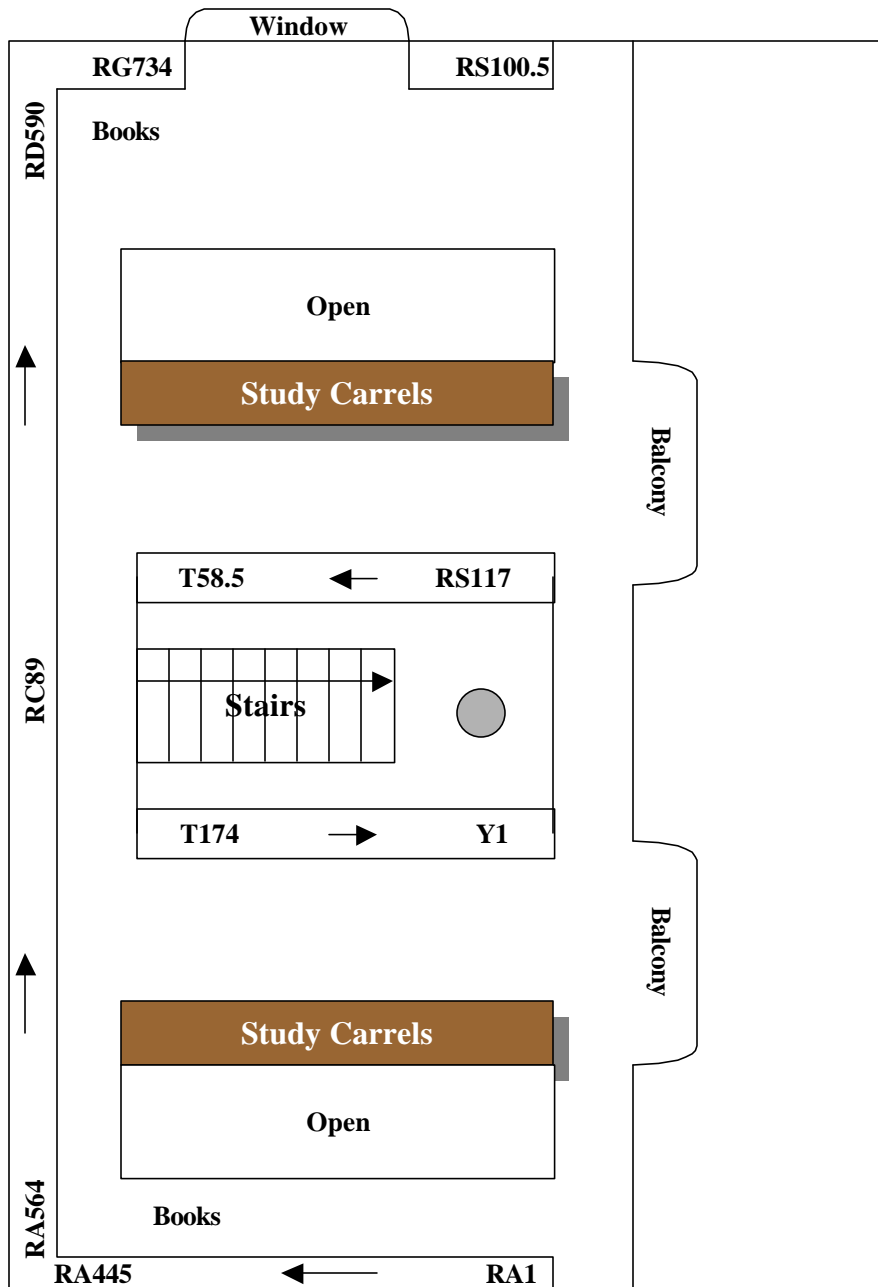 Window
RG734
RS100.5
RD590
Books
Open
Study Carrels
Balcony
T58.5
RS117
RC89
Stairs
T174
Y1
Balcony
Study Carrels
Open
RA564
Books
RA445
RA1